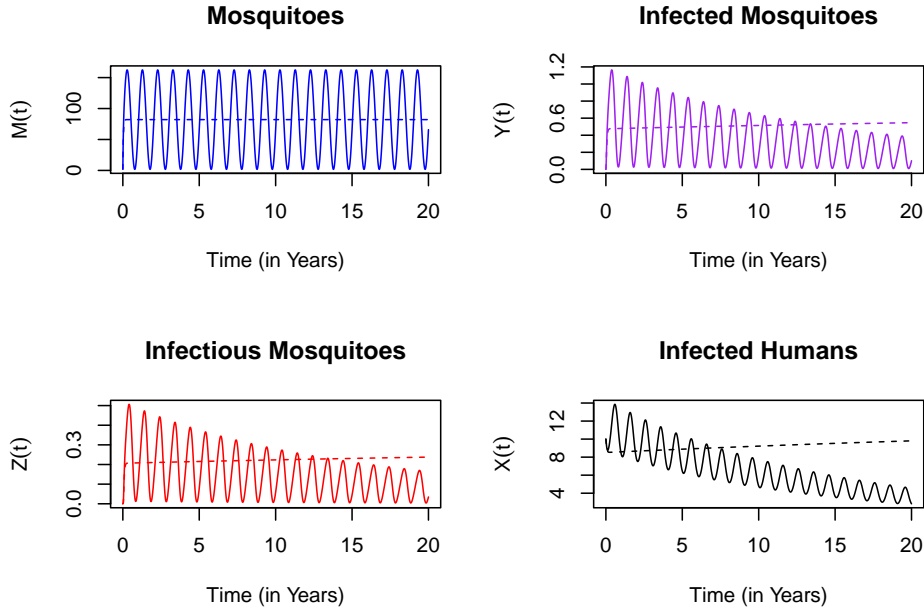 Mosquitoes
M(t)
100
0
0 5 10 15 20
Time (in Years)
Infected Mosquitoes
Y(t)
1.2
0.6
0.0
0 5 10 15 20
Time (in Years)
Infectious Mosquitoes
Z(t)
0.3
0.0
0 5 10 15 20
Time (in Years)
Infected Humans
X(t)
12
8
4
0 5 10 15 20
Time (in Years)